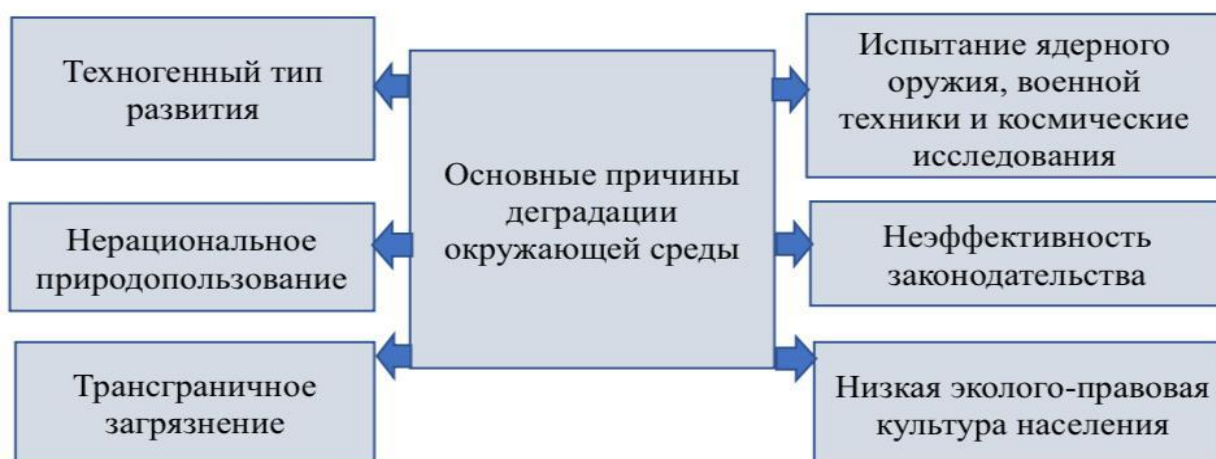 Техногенный тип
развития
Нерациональное
природопользование
Трансграничное
загрязнение
Основные причины
деградации
окружающей среды
Испытание ядерного
оружия, военной
техники и космические
исследования
Неэффективность
законодательства
Низкая эколого-правовая
культура населения